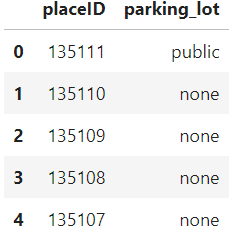 placeID parking_lot
0 135111 public
1 135110 none
2 135109 none
3 135108 none
4 135107 none